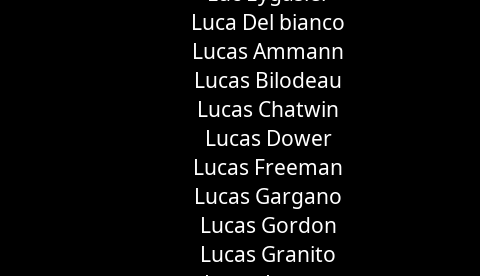 Luca Del bianco
Lucas Ammann
Lucas Bilodeau
Lucas Chatwin
Lucas Dower
Lucas Freeman
Lucas Gargano
Lucas Gordon
Lucas Granito